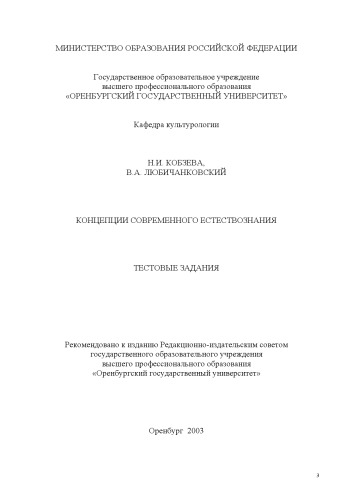 МИНИСТЕРСТВО ОБРАЗОВАНИЯ РОССИЙСКОЙ ФЕДЕРАЦИИ
Государственное образовательное учреждение
высшего профессионального образования
«ОРЕНБУРГСКИЙ ГОСУДАРСТВЕННЫЙ УНИВЕРСИТЕТ»
Кафедра культурологии
Н.И. КОБЗЕВА,
В.А. ЛЮБИЧАНКОВСКИЙ
КОНЦЕПЦИИ СОВРЕМЕННОГО ЕСТЕСТВОЗНАНИЯ
ТЕСТОВЫЕ ЗАДАНИЯ
Рекомендовано к изданию Редакционно-издательским советом
государственного образовательного учреждения
высшего профессионального образования
«Оренбургский государственный университет»
Оренбург 2003
3